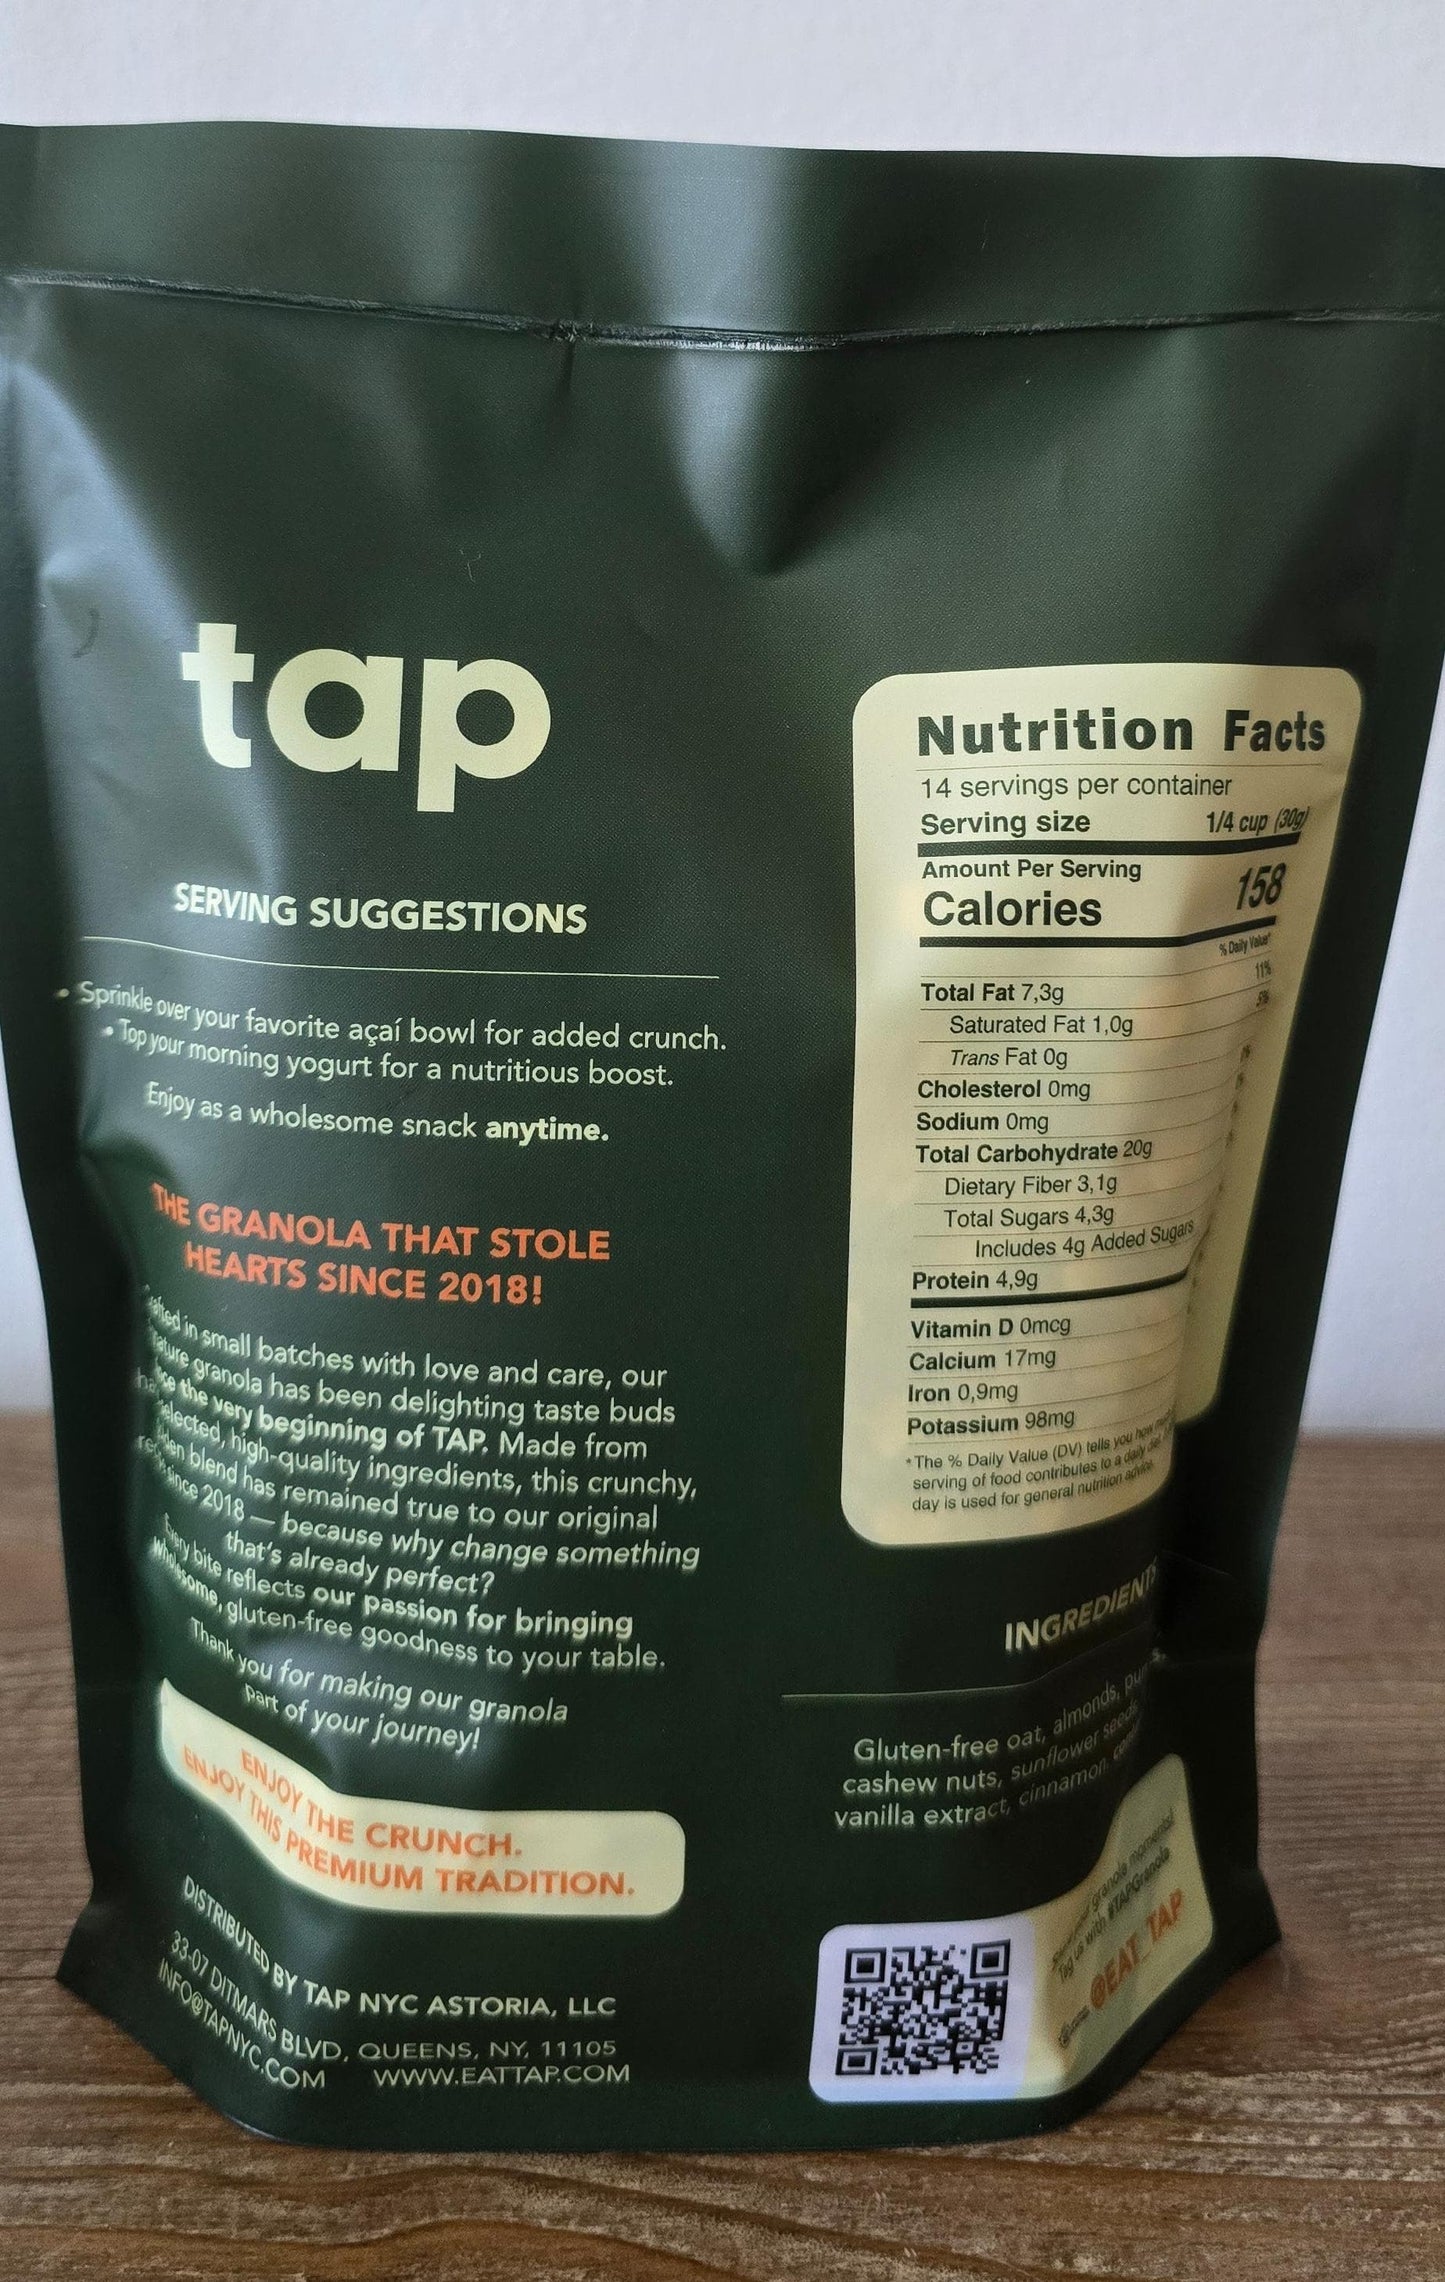 tap
SERVING SUGGESTIONS
• Sprinkle over your favorite açaí bowl for added crunch.
• Top your morning yogurt for a nutritious boost.
Enjoy as a wholesome snack anytime.
THE GRANOLA THAT STOLE
HEARTS SINCE 2018!
Crafted in small batches with love and care, our
granola has been delighting taste buds
the very beginning of TAP. Made from
selected, high-quality ingredients, this crunchy,
blend has remained true to our original
since 2018 — because why change something
that's already perfect?
Every bite reflects our passion for bringing
wholesome, gluten-free goodness to your table.
Thank you for making our granola
part of your journey!
ENJOY THE CRUNCH.
ENJOY THIS PREMIUM TRADITION.
DISTRIBUTED BY TAP NYC ASTORIA, LLC
33-07 DITMARS BLVD, QUEENS, NY, 11105
INFO@TAPNYC.COM WWW.EATTAP.COM
Nutrition Facts
14 servings per container
Serving size 1/4 cup (30g)
Amount Per Serving
Calories 158
% Daily Value*
11%
Total Fat 7,3g
5%
Saturated Fat 1,0g
Trans Fat 0g
Cholesterol 0mg
Sodium 0mg
Total Carbohydrate 20g
Dietary Fiber 3,1g
Total Sugars 4,3g
Includes 4g Added Sugars
Protein 4,9g
Vitamin D 0mcg
Calcium 17mg
Iron 0,9mg
Potassium 98mg
*The % Daily Value (DV) tells you how
serving of food contributes to a daily
day is used for general nutrition advice.
INGREDIENTS
Gluten-free oat, almonds,
cashew nuts, sunflower seeds
vanilla extract, cinnamon,
your granola moments!
Tag us with #TAPGranola
@EAT_TAP